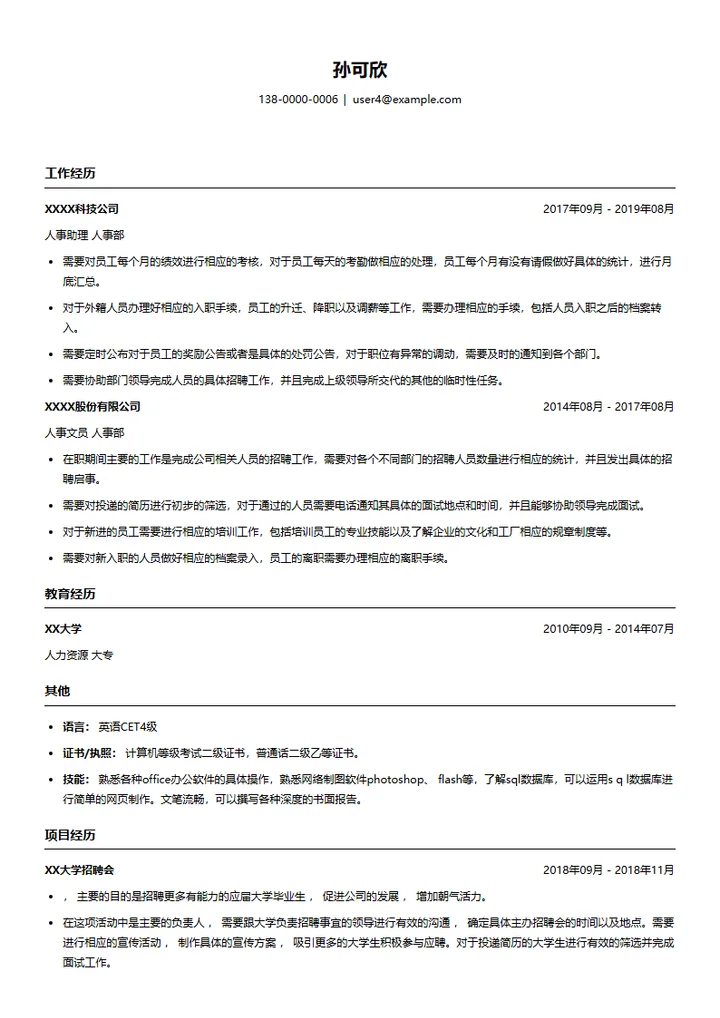 孙可欣
138-0000-0006 | user4@example.com
工作经历
XXXX科技公司 2017年09月 - 2019年08月
人事助理 人事部
• 需要对员工每个月的绩效进行相应的考核，对于员工每天的考勤做相应的处理，员工每个月有没有请假做好具体的统计，进行月
底汇总。
• 对于外籍人员办理好相应的入职手续，员工的升迁、降职以及调薪等工作，需要办理相应的手续，包括人员入职之后的档案转
入。
• 需要定时公布对于员工的奖励公告或者是具体的处罚公告，对于职位有异常的调动，需要及时的通知到各个部门。
• 需要协助部门领导完成人员的具体招聘工作，并且完成上级领导所交代的其他的临时性任务。
XXXX股份有限公司 2014年08月 - 2017年08月
人事文员 人事部
• 在职期间主要的工作是完成公司相关人员的招聘工作，需要对各个不同部门的招聘人员数量进行相应的统计，并且发出具体的招
聘启事。
• 需要对投递的简历进行初步的筛选，对于通过的人员需要电话通知其具体的面试地点和时间，并且能够协助领导完成面试。
• 对于新进的员工需要进行相应的培训工作，包括培训员工的专业技能以及了解企业的文化和工厂相应的规章制度等。
• 需要对新入职的人员做好相应的档案录入，员工的离职需要办理相应的离职手续。
教育经历
XX大学 2010年09月 - 2014年07月
人力资源 大专
其他
• 语言： 英语CET4级
• 证书/执照： 计算机等级考试二级证书，普通话二级乙等证书。
• 技能： 熟悉各种office办公软件的具体操作，熟悉网络制图软件photoshop、 flash等，了解sql数据库，可以运用s q l数据库进
行简单的网页制作。文笔流畅，可以撰写各种深度的书面报告。
项目经历
XX大学招聘会 2018年09月 - 2018年11月
• ， 主要的目的是招聘更多有能力的应届大学毕业生 ， 促进公司的发展 ， 增加朝气活力。
• 在这项活动中是主要的负责人 ， 需要跟大学负责招聘事宜的领导进行有效的沟通 ， 确定具体主办招聘会的时间以及地点。需要
进行相应的宣传活动 ， 制作具体的宣传方案 ， 吸引更多的大学生积极参与应聘。对于投递简历的大学生进行有效的筛选并完成
面试工作。